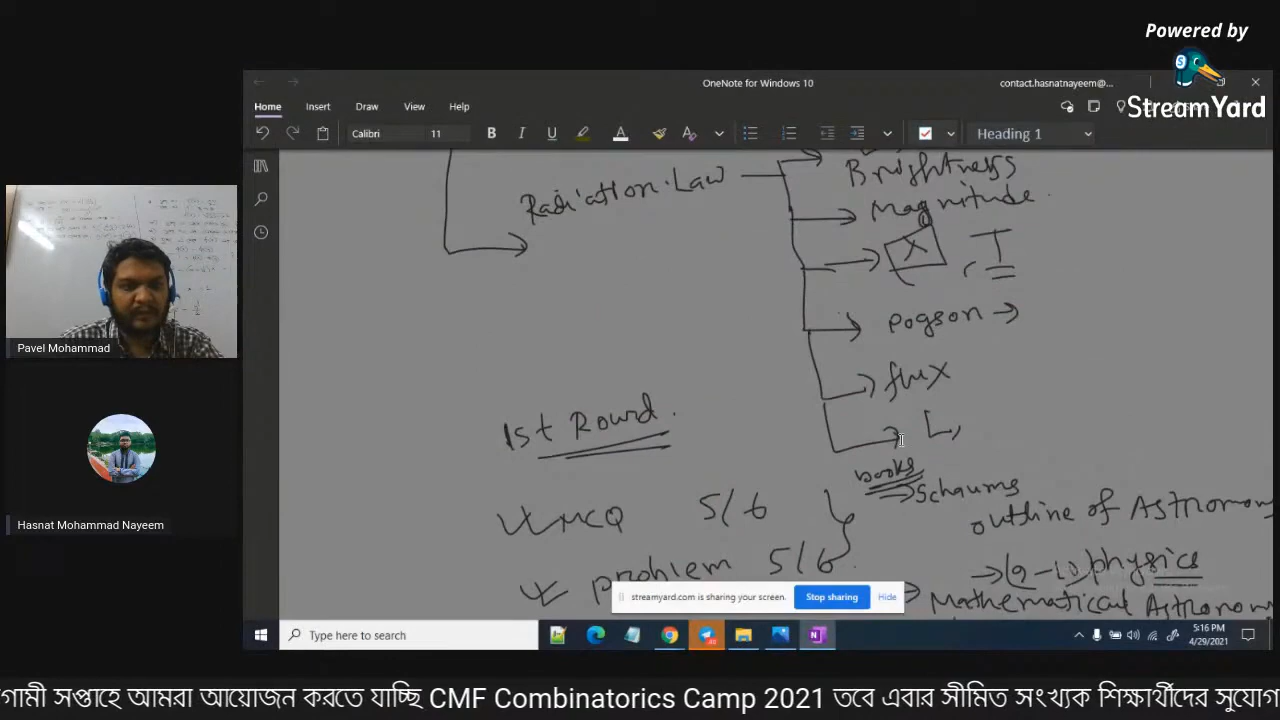 Powered by
StreamYard
OneNote for Windows 10
contact.hasnatnayeem@...
Home Insert Draw View Help
Calibri 11 B I U A Heading 1
Brightness
Radiation Law
Magnitude
X , T
pogson →
flux
L,
1st Round.
books
→ Schaums
outline of Astronomy
MCQ 5/6
problem 5/6
physics
Mathematical Astronomy
streamyard.com is sharing your screen. Stop sharing Hide
Pavel Mohammad
Hasnat Mohammad Nayeem
Type here to search
5:16 PM
4/29/2021
গামী সপ্তাহে আমরা আয়োজন করতে যাচ্ছি CMF Combinatorics Camp 2021 তবে এবার সীমিত সংখ্যক শিক্ষার্থীদের সুযোগ